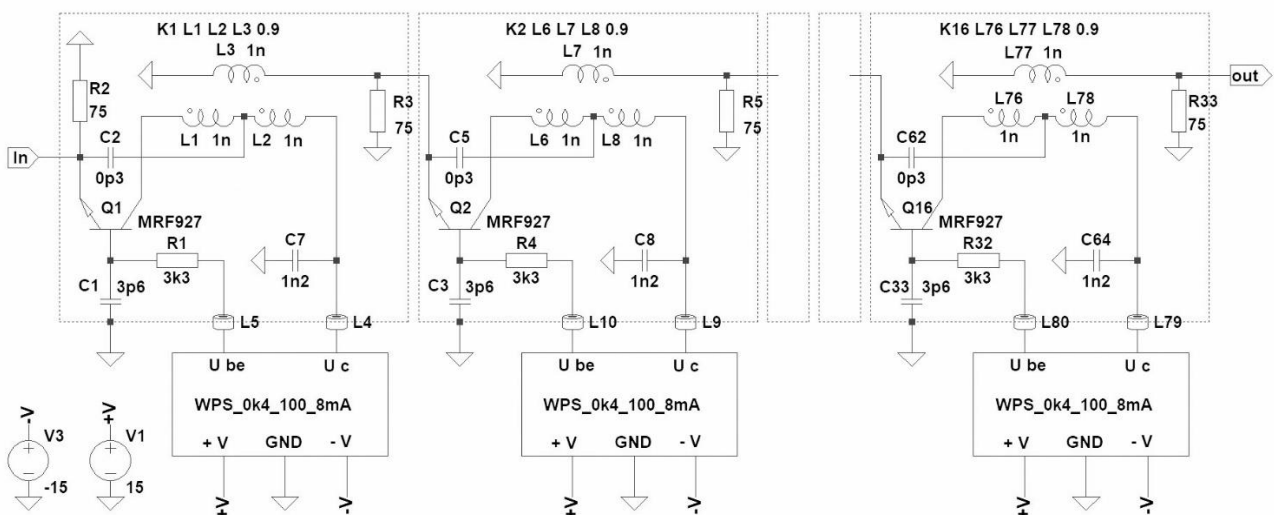 K1 L1 L2 L3 0.9
K2 L6 L7 L8 0.9
K16 L76 L77 L78 0.9
L3 1n
L7 1n
L77 1n
R2
75
R3
75
R5
75
R33
75
out
In
C2
0p3
L1 1n
L2 1n
C5
0p3
L6 1n
L8 1n
C62
0p3
L76
1n
L78
1n
Q1
MRF927
Q2
MRF927
Q16
MRF927
R1
3k3
C7
1n2
R4
3k3
C8
1n2
R32
3k3
C64
1n2
C1
3p6
C3
3p6
C33
3p6
L5
L4
L10
L9
L80
L79
U be U c
WPS_0k4_100_8mA
+ V GND - V
U be U c
WPS_0k4_100_8mA
+ V GND - V
U be U c
WPS_0k4_100_8mA
+ V GND - V
-V
V3
-15
+V
V1
15
+V
-V
+V
-V
+V
-V